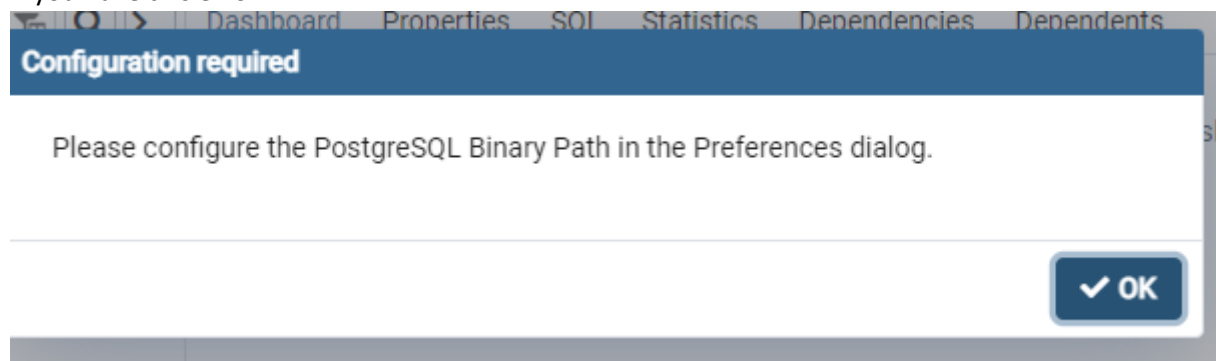 Dashboard Properties SQL Statistics Dependencies Dependents
Configuration required
Please configure the PostgreSQL Binary Path in the Preferences dialog.
OK